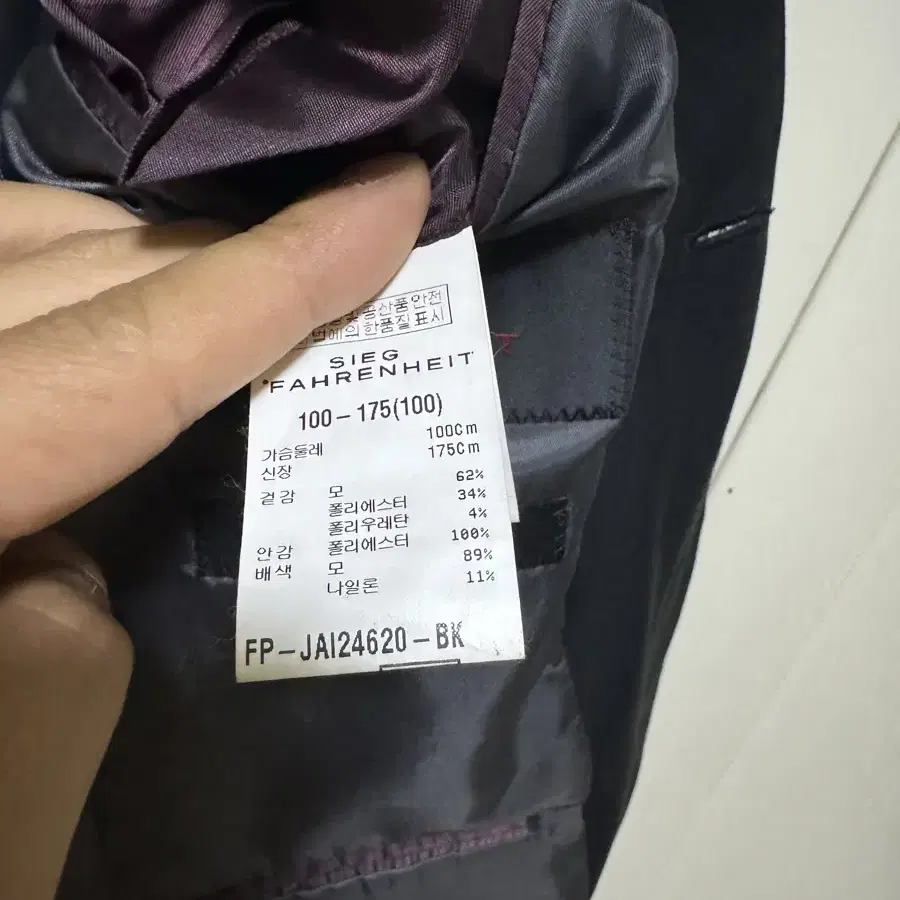 공산품안전
법에의한품질표시
SIEG
FAHRENHEIT
100-175(100)
가슴둘레 100Cm
신장 175Cm
겉감 모 62%
폴리에스터 34%
폴리우레탄 4%
안감 폴리에스터 100%
배색 모 89%
나일론 11%
FP-JAI24620-BK